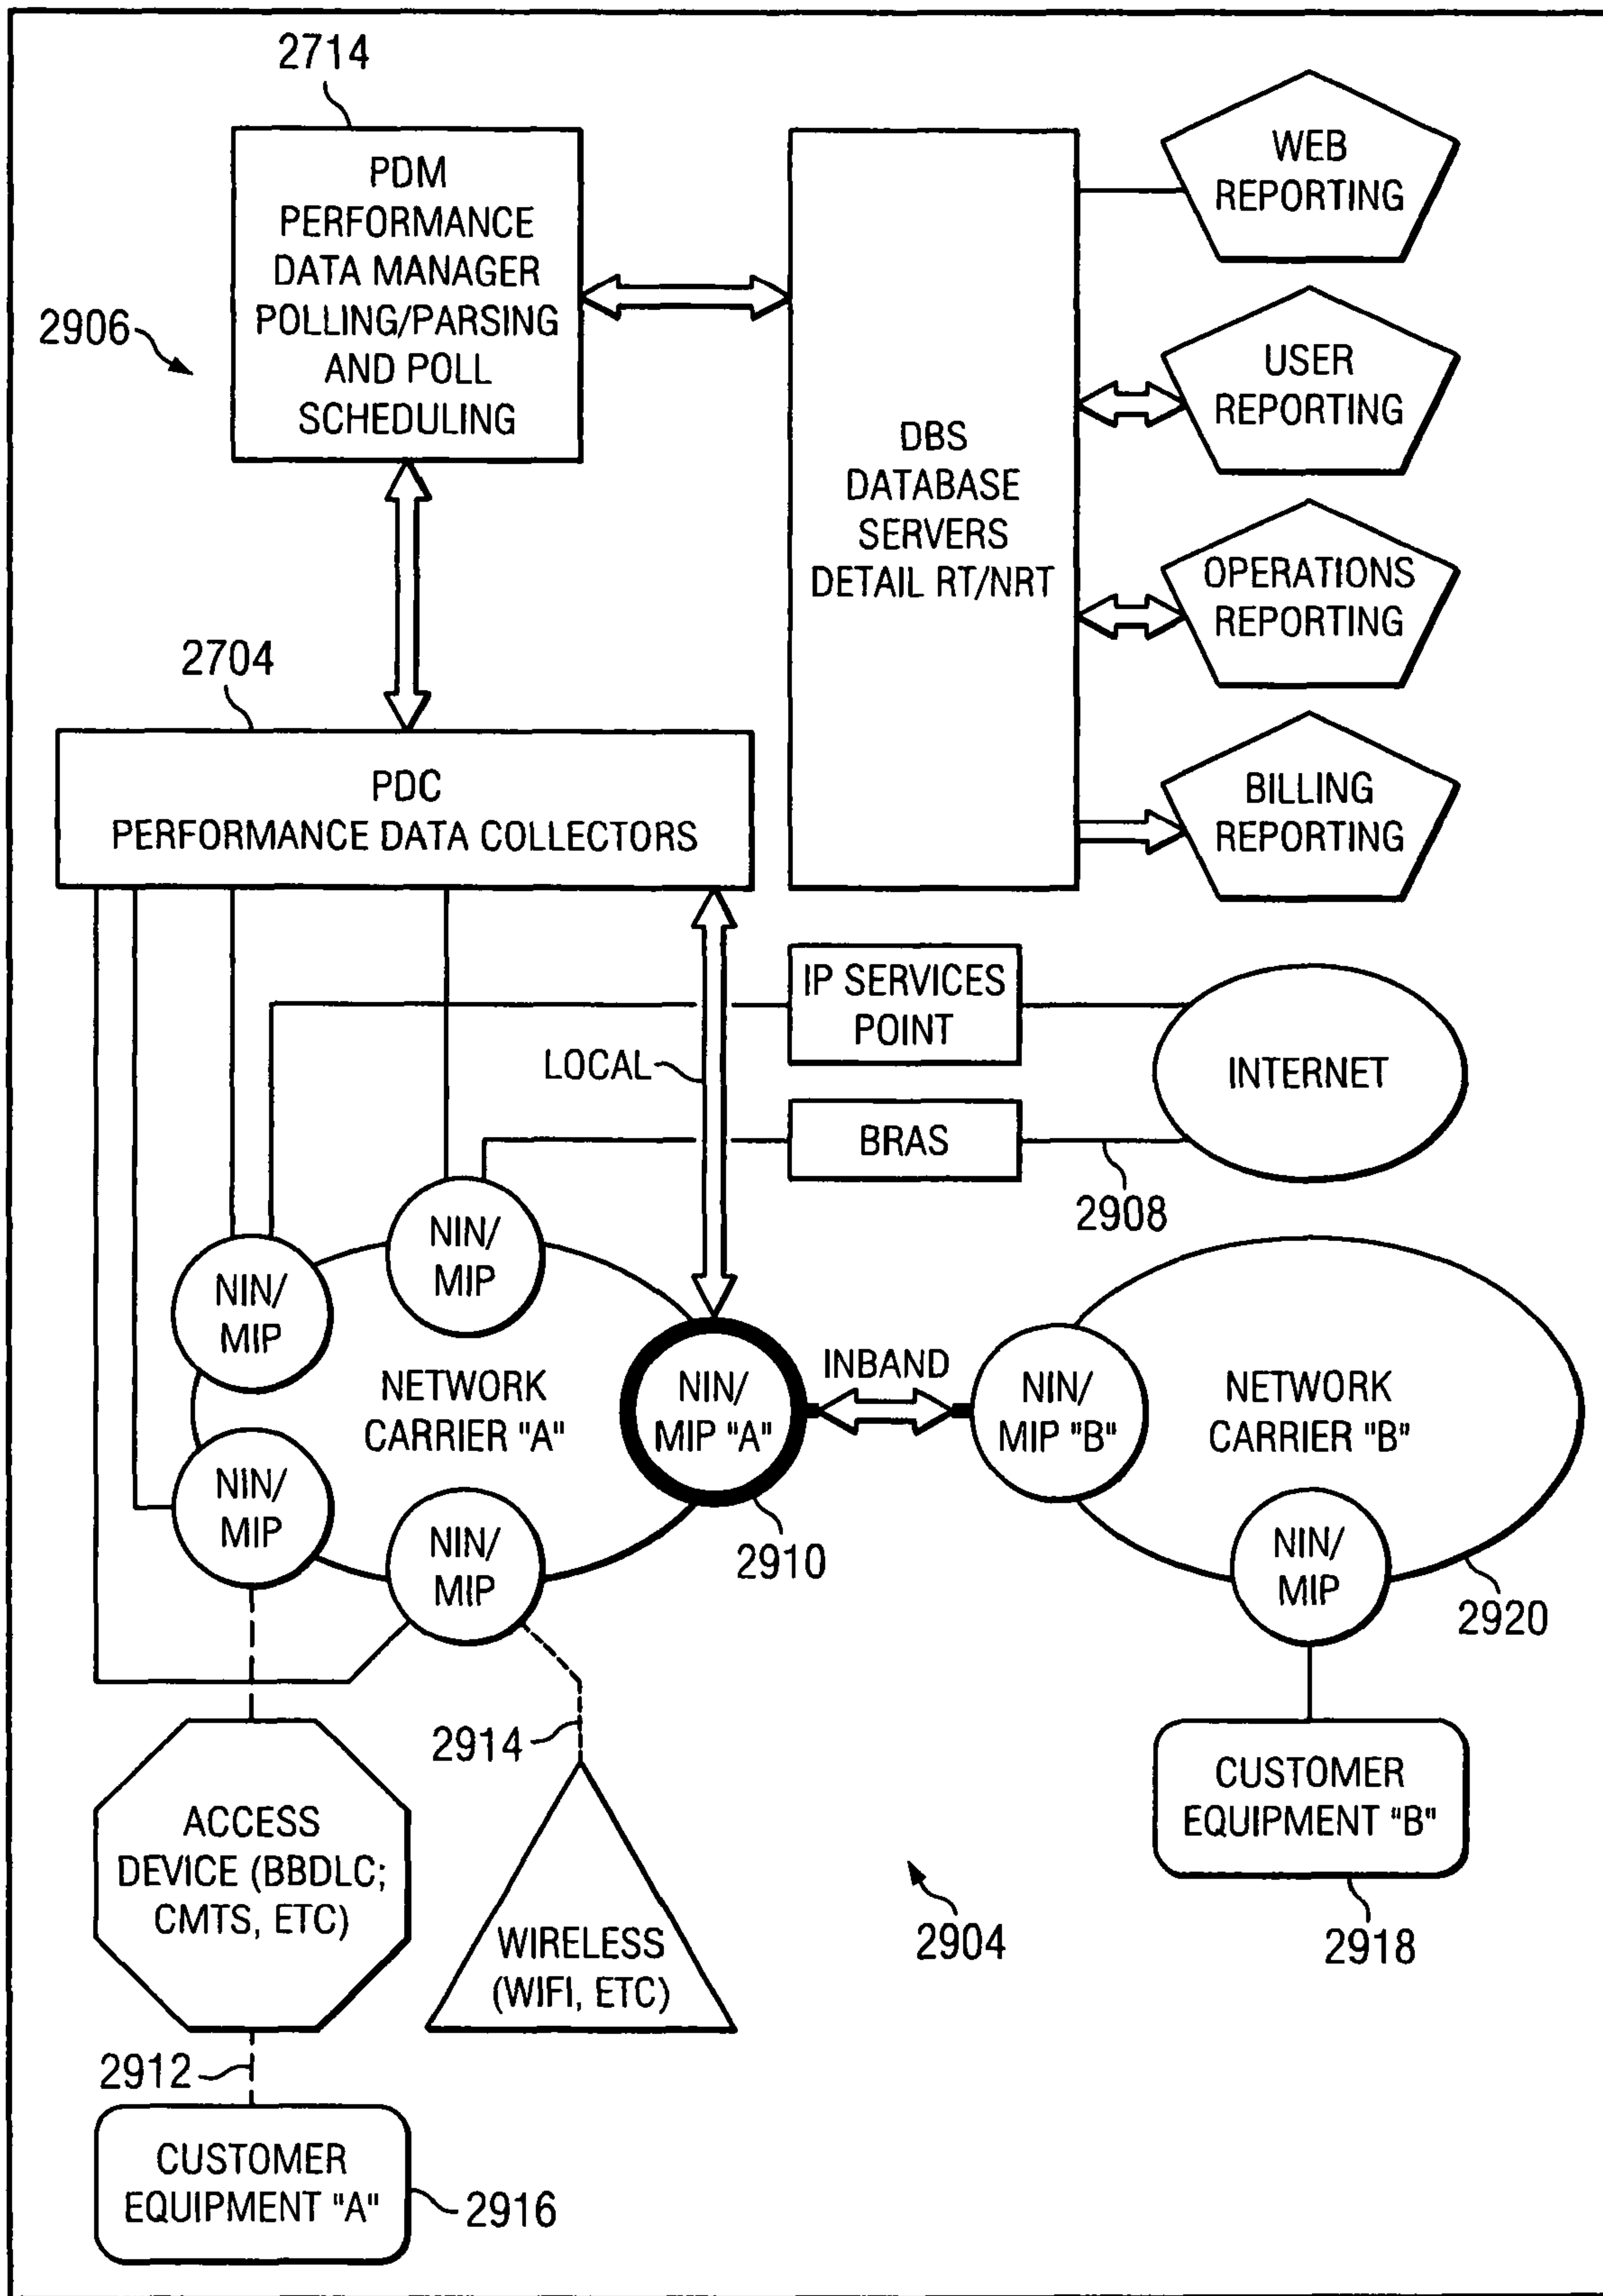 2714
PDM
PERFORMANCE
DATA MANAGER
POLLING/PARSING
AND POLL
SCHEDULING
2906
DBS
DATABASE
SERVERS
DETAIL RT/NRT
WEB
REPORTING
USER
REPORTING
OPERATIONS
REPORTING
BILLING
REPORTING
2704
PDC
PERFORMANCE DATA COLLECTORS
IP SERVICES
POINT
LOCAL
INTERNET
BRAS
2908
NIN/
MIP
NIN/
MIP
NETWORK
CARRIER "A"
NIN/
MIP "A"
INBAND
NIN/
MIP "B"
NETWORK
CARRIER "B"
NIN/
MIP
NIN/
MIP
2910
NIN/
MIP
2920
2914
ACCESS
DEVICE (BBDLC;
CMTS, ETC)
WIRELESS
(WIFI, ETC)
2904
CUSTOMER
EQUIPMENT "B"
2918
2912
CUSTOMER
EQUIPMENT "A"
2916